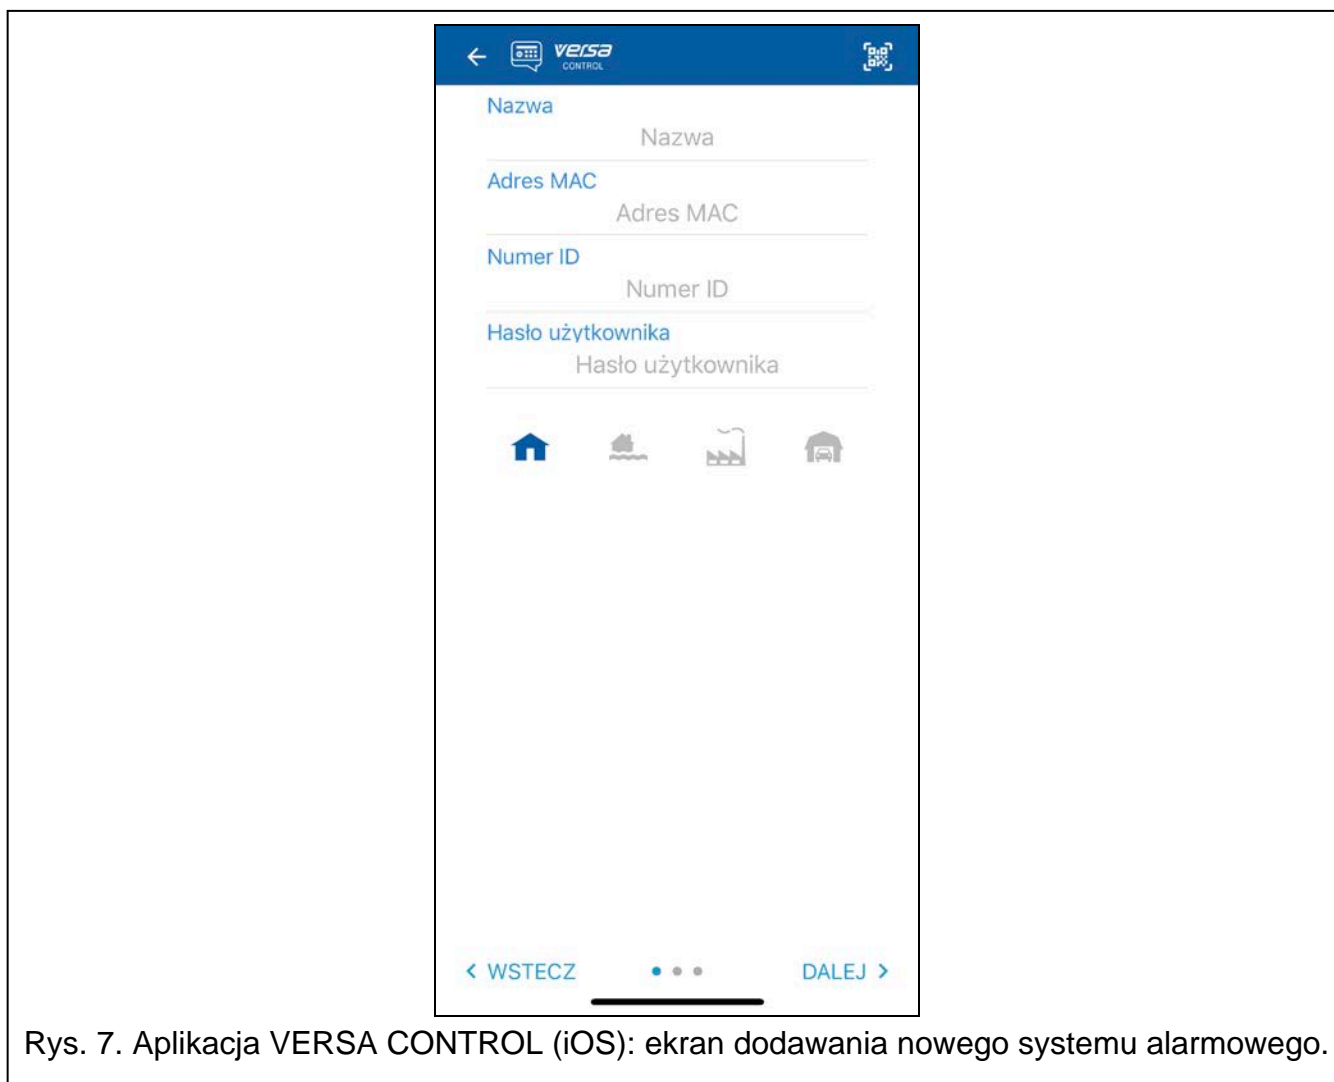 versa
CONTROL
Nazwa
Nazwa
Adres MAC
Adres MAC
Numer ID
Numer ID
Hasło użytkownika
Hasło użytkownika
< WSTECZ
DALEJ >
Rys. 7. Aplikacja VERSA CONTROL (iOS): ekran dodawania nowego systemu alarmowego.